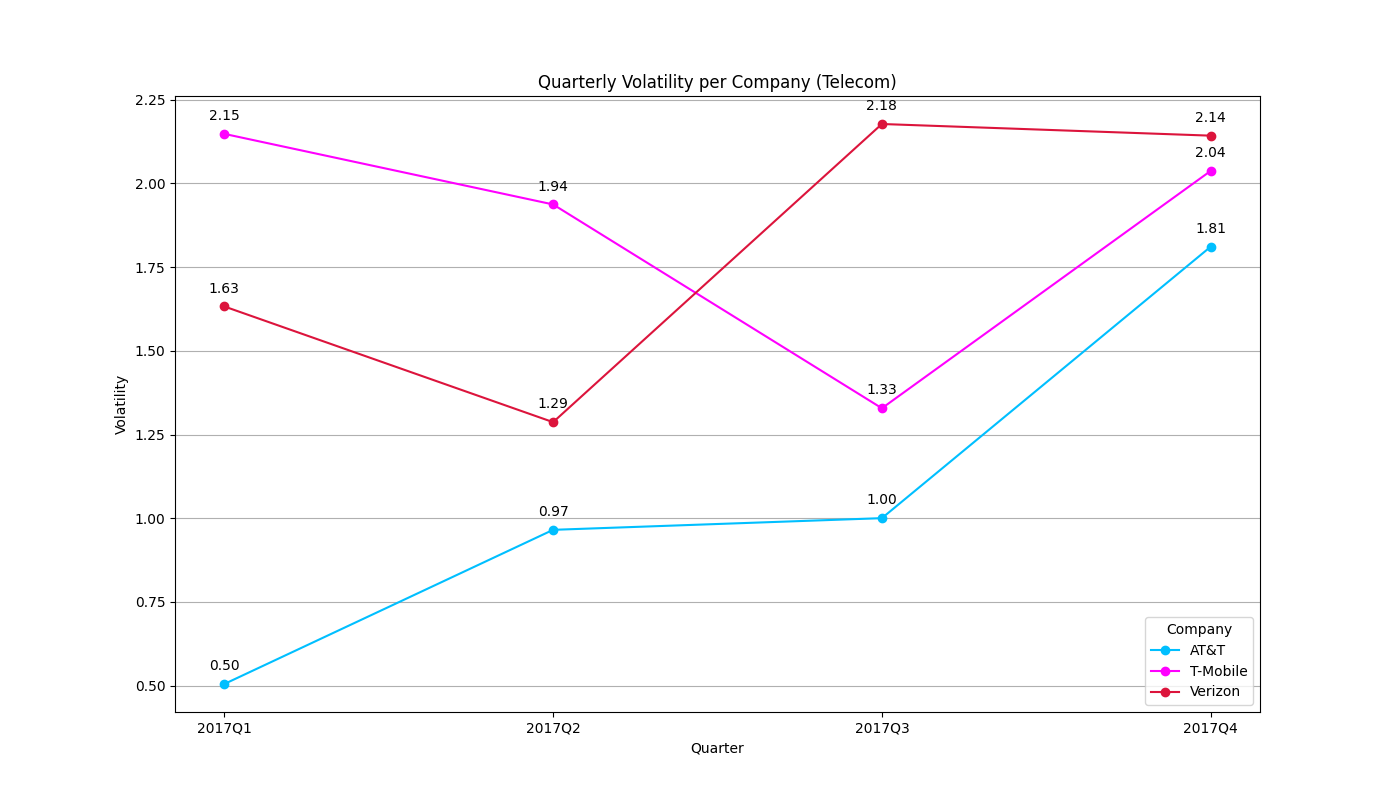 Quarterly Volatility per Company (Telecom)
2.25
2.00
1.75
1.50
1.25
1.00
0.75
0.50
Volatility
2.15
1.94
1.33
2.04
1.63
1.29
2.18
2.14
0.50
0.97
1.00
1.81
Company
AT&T
T-Mobile
Verizon
2017Q1
2017Q2
2017Q3
2017Q4
Quarter